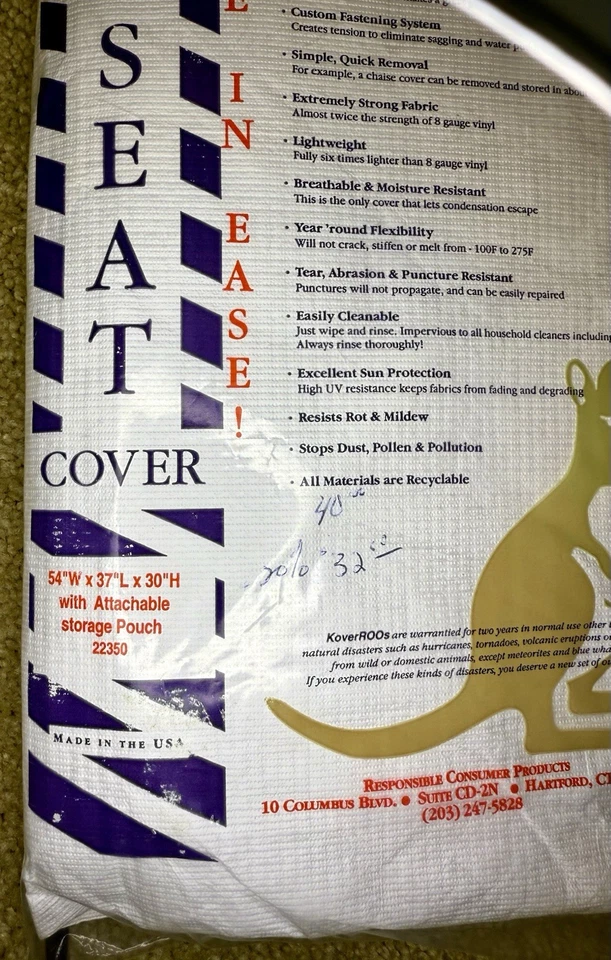 SEAT
COVER
54"W x 37"L x 30"H
with Attachable
storage Pouch
22350
MADE IN THE USA
E IN EASE!
• Custom Fastening System
Creates tension to eliminate sagging and water
• Simple, Quick Removal
For example, a chaise cover can be removed and stored in
• Extremely Strong Fabric
Almost twice the strength of 8 gauge vinyl
• Lightweight
Fully six times lighter than 8 gauge vinyl
• Breathable & Moisture Resistant
This is the only cover that lets condensation escape
• Year 'round Flexibility
Will not crack, stiffen or melt from - 100F to 275F
• Tear, Abrasion & Puncture Resistant
Punctures will not propagate, and can be easily repaired
• Easily Cleanable
Just wipe and rinse. Impervious to all household cleaners including
Always rinse thoroughly!
• Excellent Sun Protection
High UV resistance keeps fabrics from fading and degrading
• Resists Rot & Mildew
• Stops Dust, Pollen & Pollution
• All Materials are Recyclable
40
20% 32
KoverROOs are warrantied for two years in normal use other
natural disasters such as hurricanes, tornadoes, volcanic eruptions
from wild or domestic animals, except meteorites and blue
If you experience these kinds of disasters, you deserve a new set of
RESPONSIBLE CONSUMER PRODUCTS
10 COLUMBUS BLVD. • SUITE CD-2N • HARTFORD, CT
(203) 247-5828